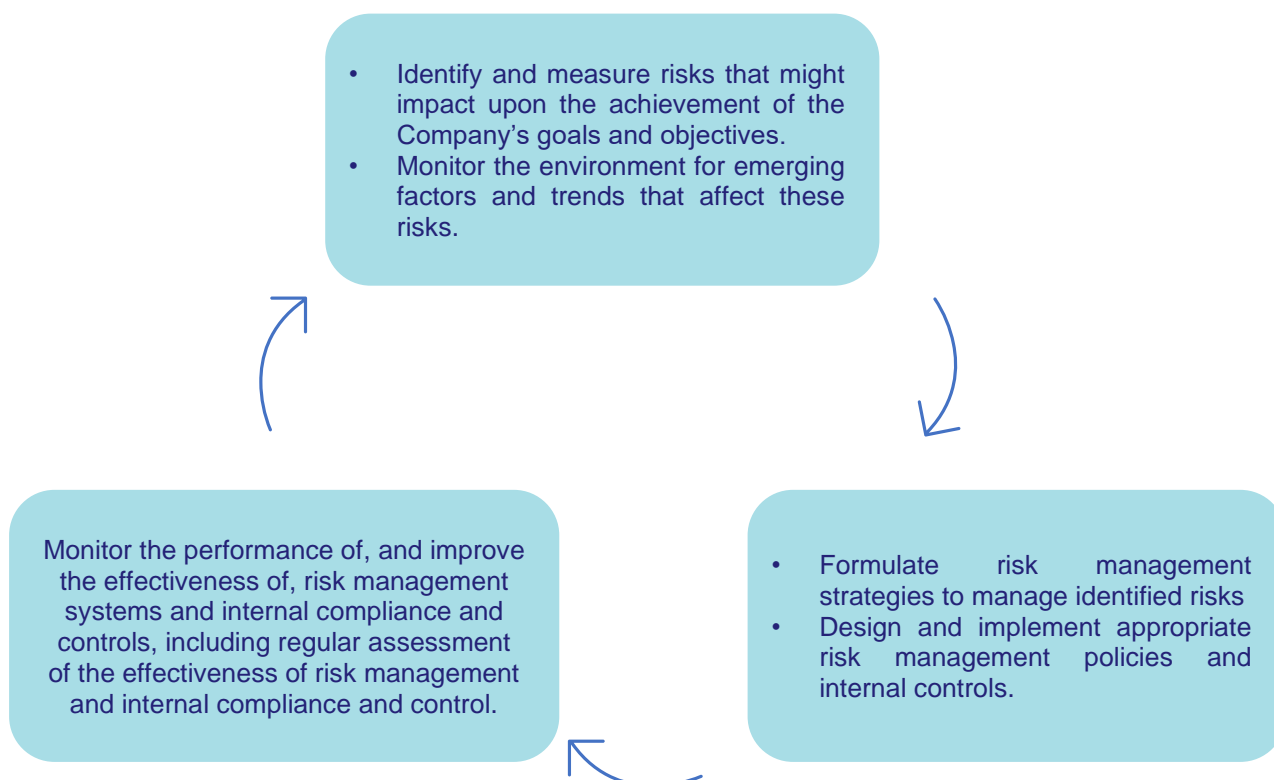 • Identify and measure risks that might
impact upon the achievement of the
Company’s goals and objectives.
• Monitor the environment for emerging
factors and trends that affect these
risks.
Monitor the performance of, and improve
the effectiveness of, risk management
systems and internal compliance and
controls, including regular assessment
of the effectiveness of risk management
and internal compliance and control.
• Formulate risk management
strategies to manage identified risks
• Design and implement appropriate
risk management policies and
internal controls.